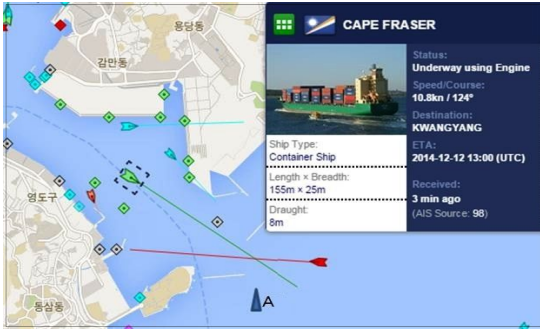 용당동
감만동
영도구
동삼동
A
CAPE FRASER
Status:
Underway using Engine
Speed/Course:
10.8kn / 124°
Destination:
KWANGYANG
ETA:
2014-12-12 13:00 (UTC)
Received:
3 min ago
(AIS Source: 98)
Ship Type:
Container Ship
Length × Breadth:
155m × 25m
Draught:
8m